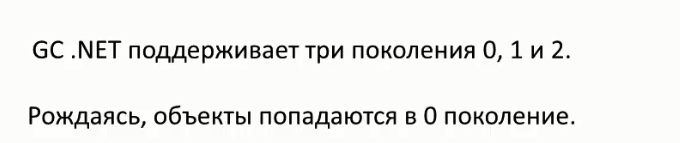 GC .NET поддерживает три поколения 0, 1 и 2.
Рождаясь, объекты попадаются в 0 поколение.